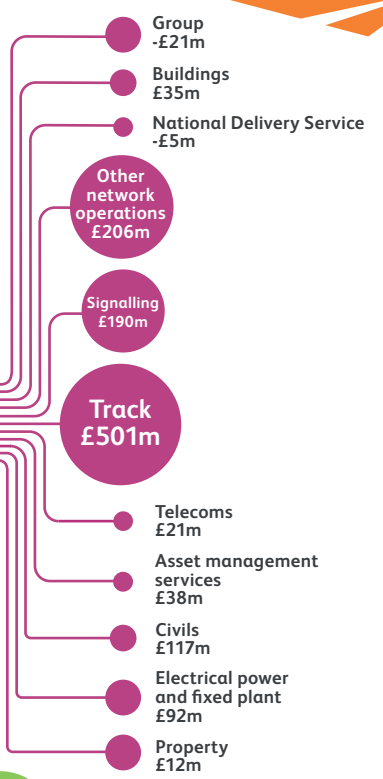 Group
-£21m
Buildings
£35m
National Delivery Service
-£5m
Other
network
operations
£206m
Signalling
£190m
Track
£501m
Telecoms
£21m
Asset management
services
£38m
Civils
£117m
Electrical power
and fixed plant
£92m
Property
£12m